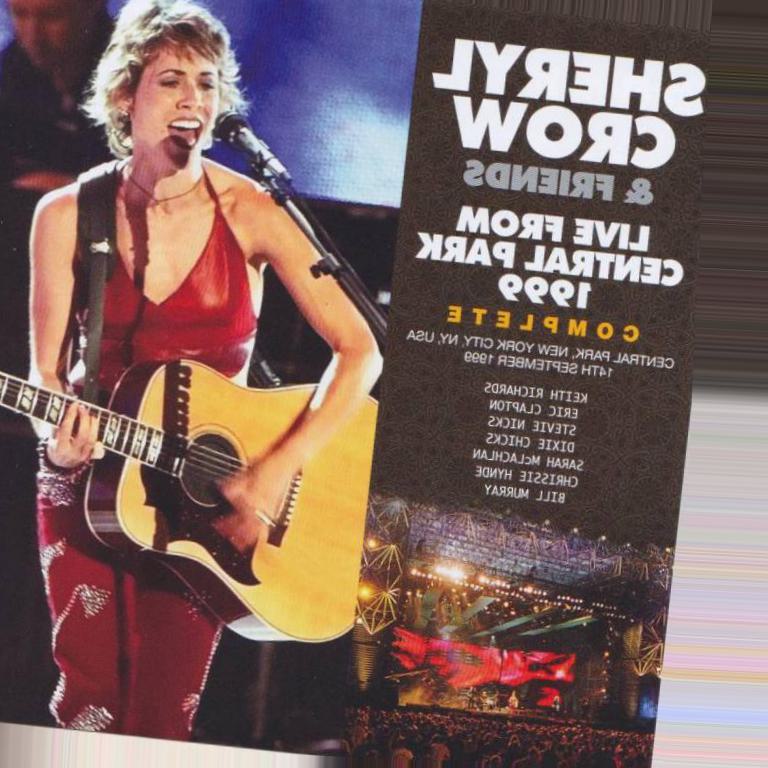 SHERYL
CROW
& FRIENDS
LIVE FROM
CENTRAL PARK
1999
COMPLETE
CENTRAL PARK, NEW YORK CITY, NY, USA
14TH SEPTEMBER 1999
KEITH RICHARDS
ERIC CLAPTON
STEVIE NICKS
DIXIE CHICKS
SARAH McLACHLAN
CHRISSIE HYNDE
BILL MURRAY